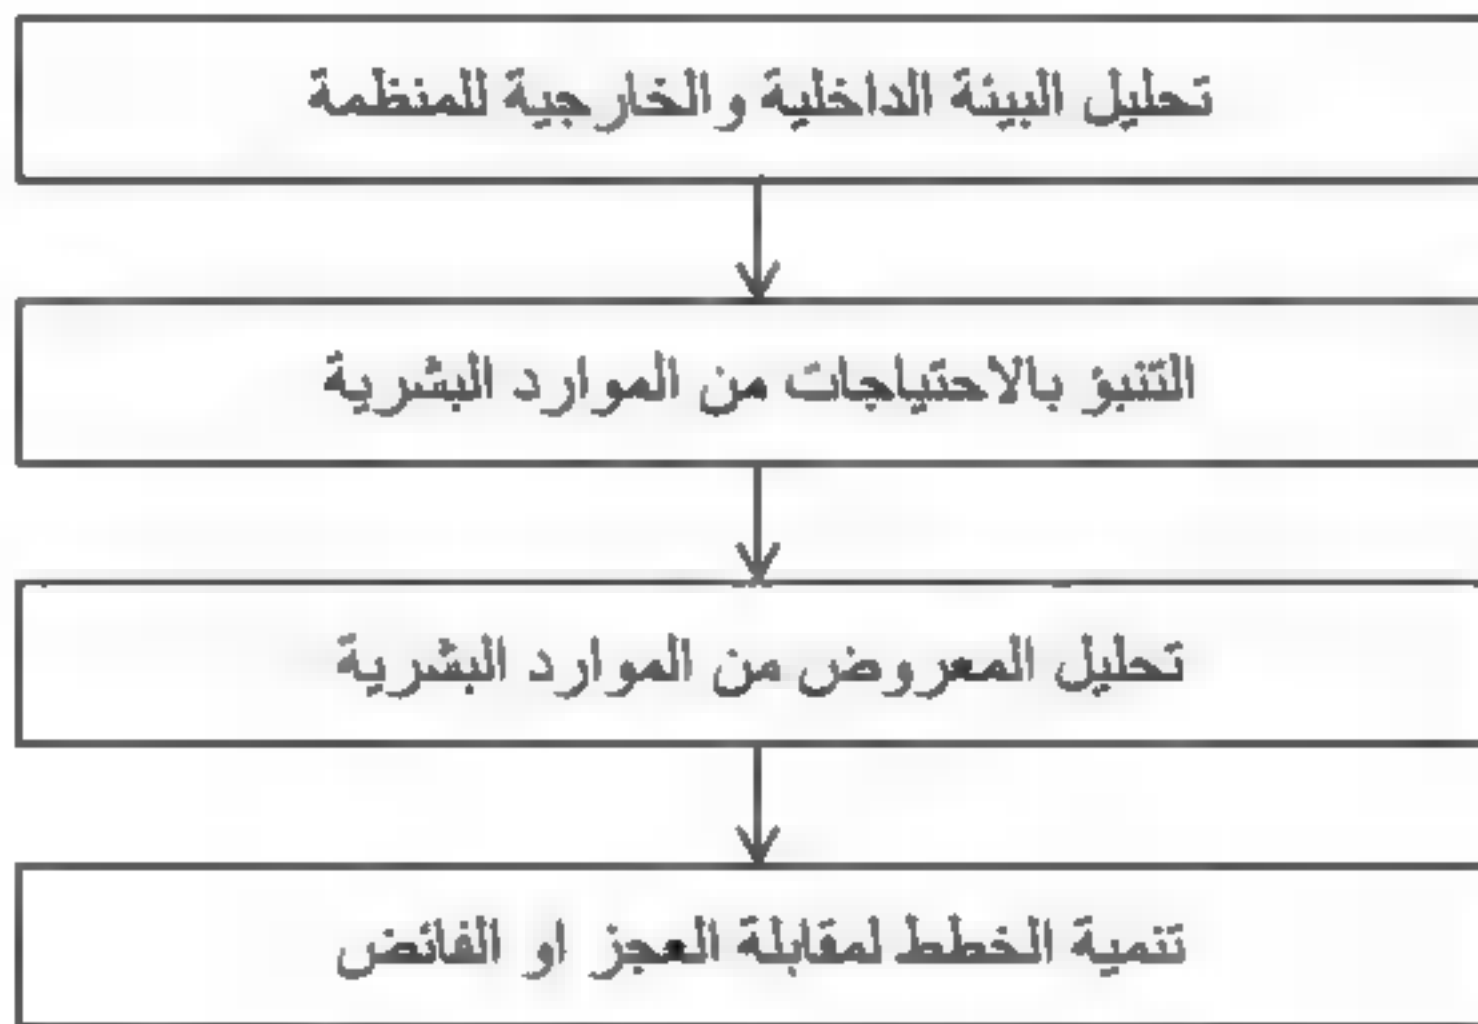 تحليل البيئة الداخلية والخارجية للمنظمة
التنبؤ بالاحتياجات من الموارد البشرية
تحليل المعروض من الموارد البشرية
تنمية الخطط لمقابلة العجز او الفائض